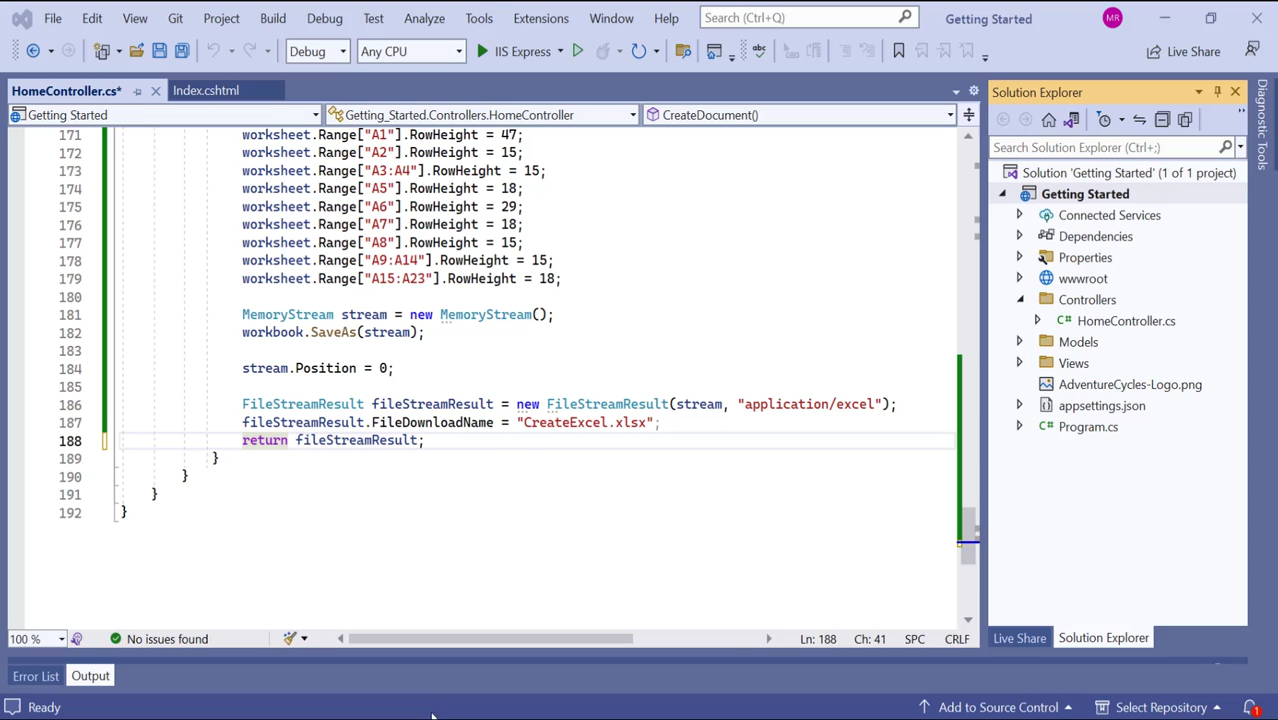 File Edit View Git Project Build Debug Test Analyze Tools Extensions Window Help Search (Ctrl+Q) Getting Started MR
Debug Any CPU IIS Express Live Share
HomeController.cs* Index.cshtml
Getting Started Getting_Started.Controllers.HomeController CreateDocument()
171 worksheet.Range["A1"].RowHeight = 47;
172 worksheet.Range["A2"].RowHeight = 15;
173 worksheet.Range["A3:A4"].RowHeight = 15;
174 worksheet.Range["A5"].RowHeight = 18;
175 worksheet.Range["A6"].RowHeight = 29;
176 worksheet.Range["A7"].RowHeight = 18;
177 worksheet.Range["A8"].RowHeight = 15;
178 worksheet.Range["A9:A14"].RowHeight = 15;
179 worksheet.Range["A15:A23"].RowHeight = 18;
180
181 MemoryStream stream = new MemoryStream();
182 workbook.SaveAs(stream);
183
184 stream.Position = 0;
185
186 FileStreamResult fileStreamResult = new FileStreamResult(stream, "application/excel");
187 fileStreamResult.FileDownloadName = "CreateExcel.xlsx";
188 return fileStreamResult;
189 }
190 }
191 }
192 }
100 % No issues found Ln: 188 Ch: 41 SPC CRLF
Error List Output
Solution Explorer
Search Solution Explorer (Ctrl+;)
Solution 'Getting Started' (1 of 1 project)
Getting Started
Connected Services
Dependencies
Properties
wwwroot
Controllers
C# HomeController.cs
Models
Views
AdventureCycles-Logo.png
appsettings.json
C# Program.cs
Live Share Solution Explorer
Diagnostic Tools
Ready Add to Source Control Select Repository 1